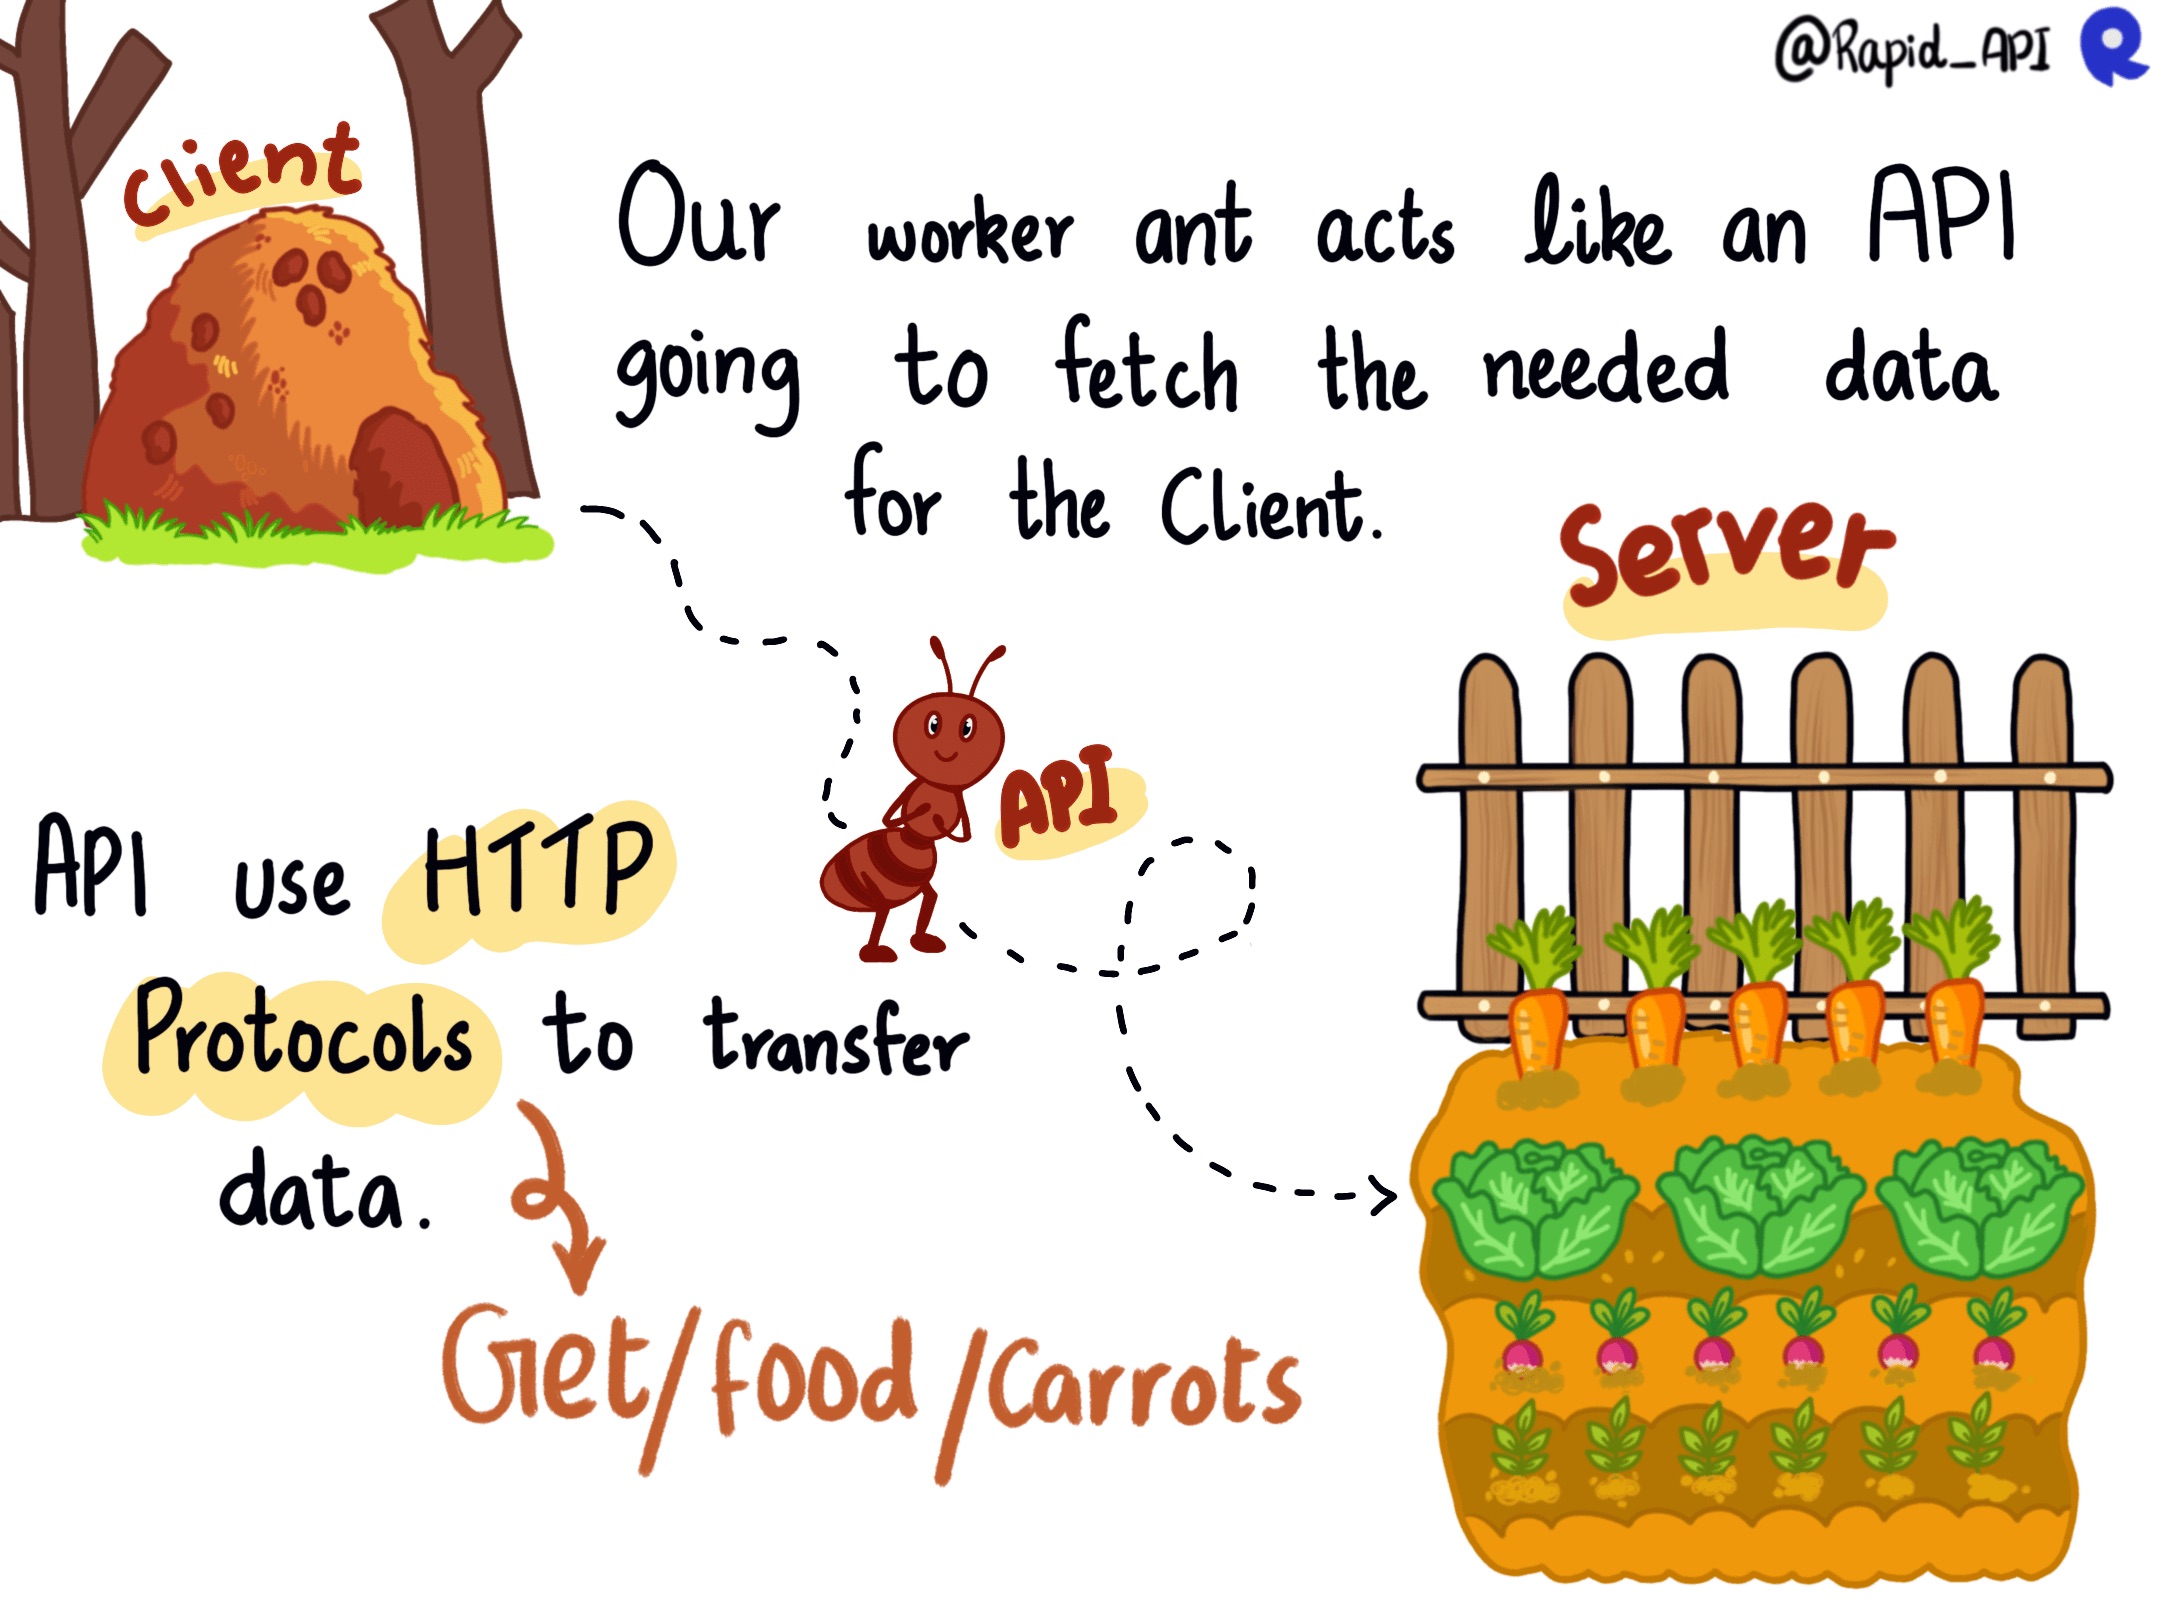 @Rapid_API
Client
Our worker ant acts like an API
going to fetch the needed data
for the Client.
Server
API
API use HTTP
Protocols to transfer
data.
Get/food/Carrots